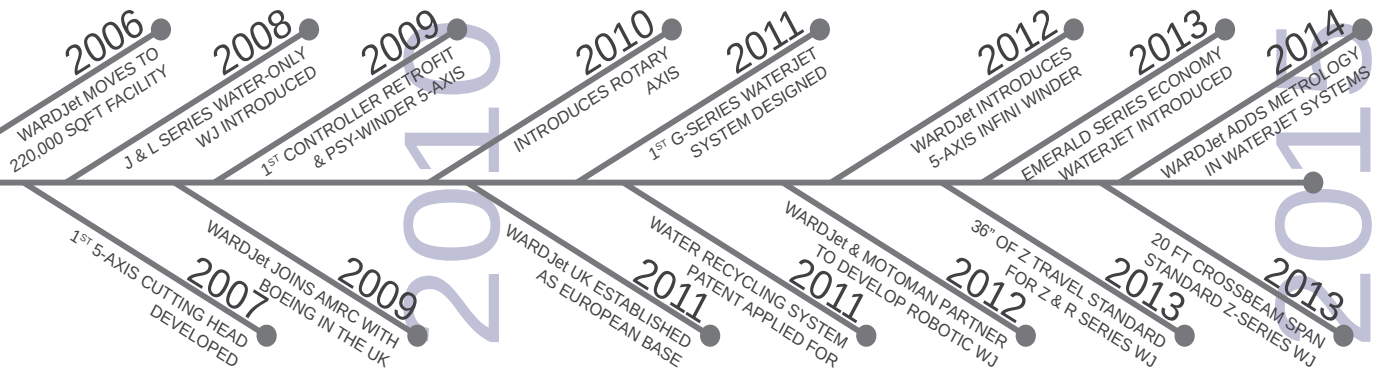 2006
WARDJet MOVES TO
220,000 SQFT FACILITY
2008
J & L SERIES WATER-ONLY
WJ INTRODUCED
2009
1ST CONTROLLER RETROFIT
& PSY-WINDER 5-AXIS
2010
2010
INTRODUCES ROTARY
AXIS
2011
1ST G-SERIES WATERJET
SYSTEM DESIGNED
2012
WARDJet INTRODUCES
5-AXIS INFINI WINDER
2013
EMERALD SERIES ECONOMY
WATERJET INTRODUCED
2014
WARDJet ADDS METROLOGY
IN WATERJET SYSTEMS
2015
2007
1ST 5-AXIS CUTTING HEAD
DEVELOPED
2009
WARDJet JOINS AMRC WITH
BOEING IN THE UK
2011
WARDJet UK ESTABLISHED
AS EUROPEAN BASE
2011
WATER RECYCLING SYSTEM
PATENT APPLIED FOR
2012
WARDJet & MOTOMAN PARTNER
TO DEVELOP ROBOTIC WJ
2013
36” OF Z TRAVEL STANDARD
FOR Z & R SERIES WJ
2013
20 FT CROSSBEAM SPAN
STANDARD Z-SERIES WJ